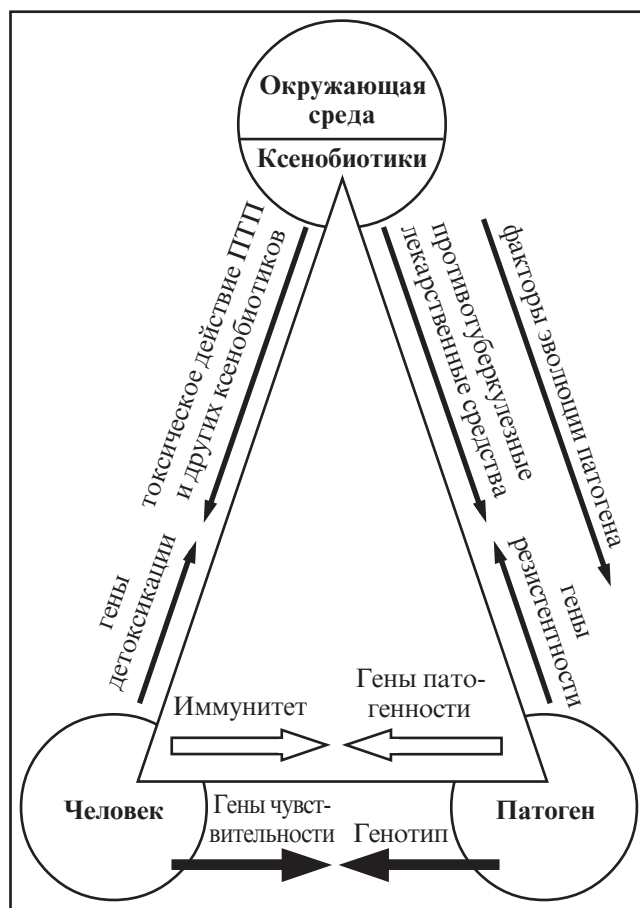 Окружающая
среда
Ксенобиотики
токсическое действие ПТП
и других ксенобиотиков
противотуберкулезные
лекарственные средства
факторы эволюции патогена
гены
детоксикации
гены
резистентности
Иммунитет
Гены пато-
генности
Человек
Гены чувст-
вительности
Генотип
Патоген